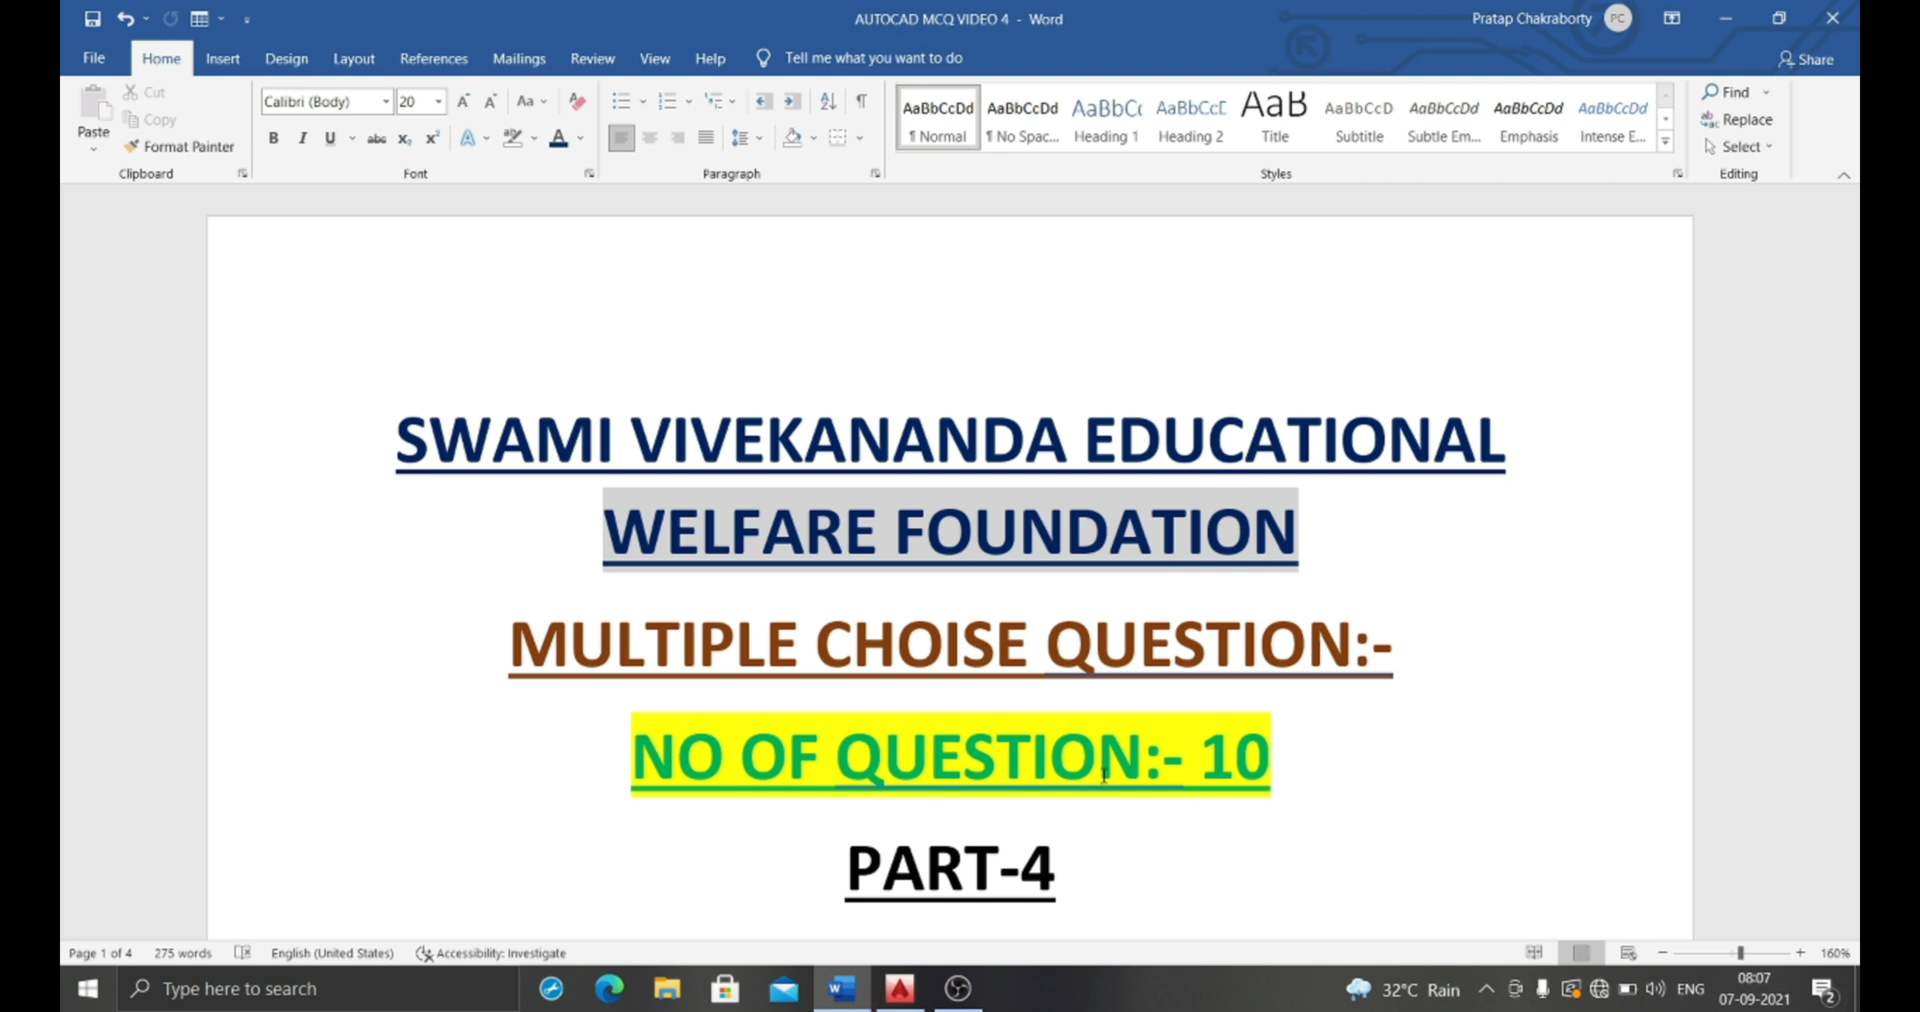 AUTOCAD MCQ VIDEO 4 - Word
Pratap Chakraborty PC
File Home Insert Design Layout References Mailings Review View Help Tell me what you want to do Share
Paste
Cut
Copy
Format Painter
Clipboard
Calibri (Body) 20
Font
Paragraph
AaBbCcDd AaBbCcDd AaBbC( AaBbCcE AaB AaBbCcD AaBbCcDd AaBbCcDd AaBbCcDd
¶ Normal ¶ No Spac... Heading 1 Heading 2 Title Subtitle Subtle Em... Emphasis Intense E...
Styles
Find
Replace
Select
Editing
SWAMI VIVEKANANDA EDUCATIONAL
WELFARE FOUNDATION
MULTIPLE CHOISE QUESTION:-
NO OF QUESTION:- 10
PART-4
Page 1 of 4 275 words English (United States) Accessibility: Investigate 160%
Type here to search
32°C Rain ENG
08:07
07-09-2021
2